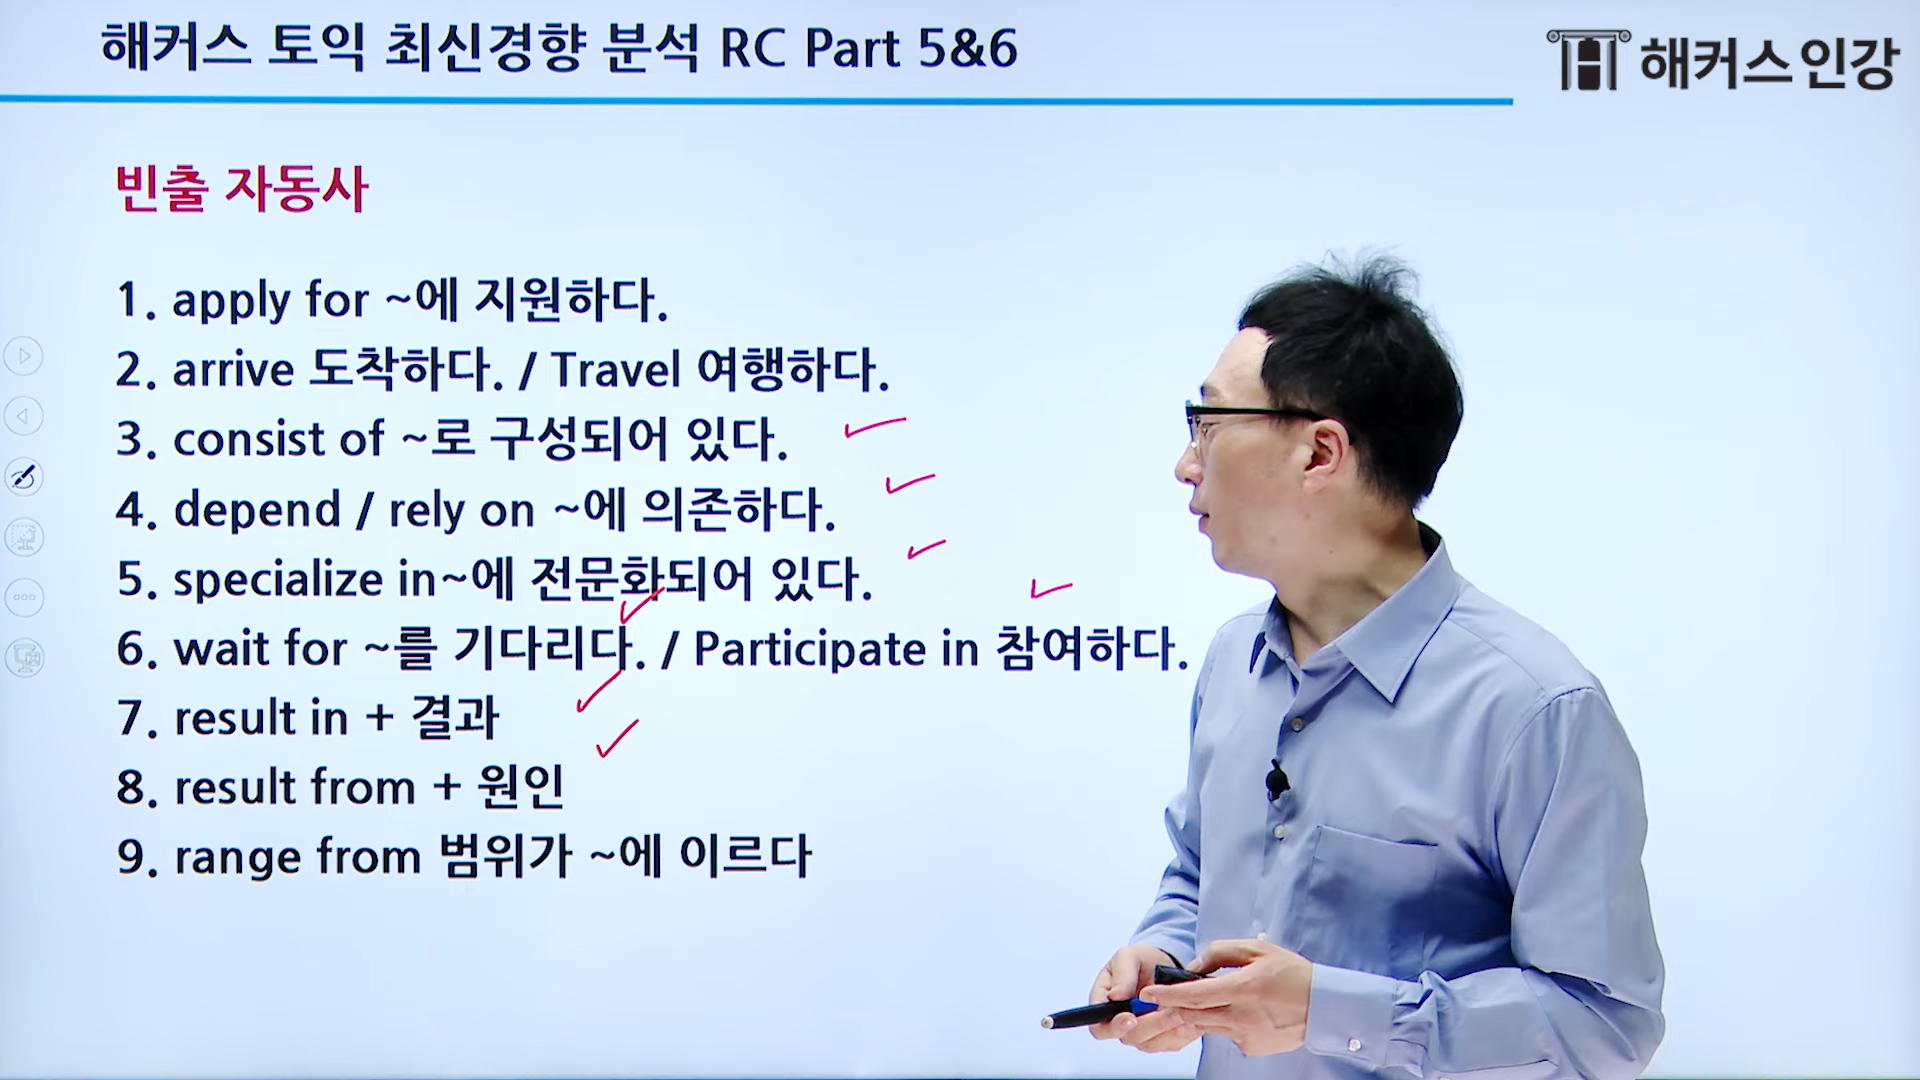 해커스 토익 최신경향 분석 RC Part 5&6
해커스인강
빈출 자동사
1. apply for ~에 지원하다.
2. arrive 도착하다. / Travel 여행하다.
3. consist of ~로 구성되어 있다.
4. depend / rely on ~에 의존하다.
5. specialize in~에 전문화되어 있다.
6. wait for ~를 기다리다. / Participate in 참여하다.
7. result in + 결과
8. result from + 원인
9. range from 범위가 ~에 이르다